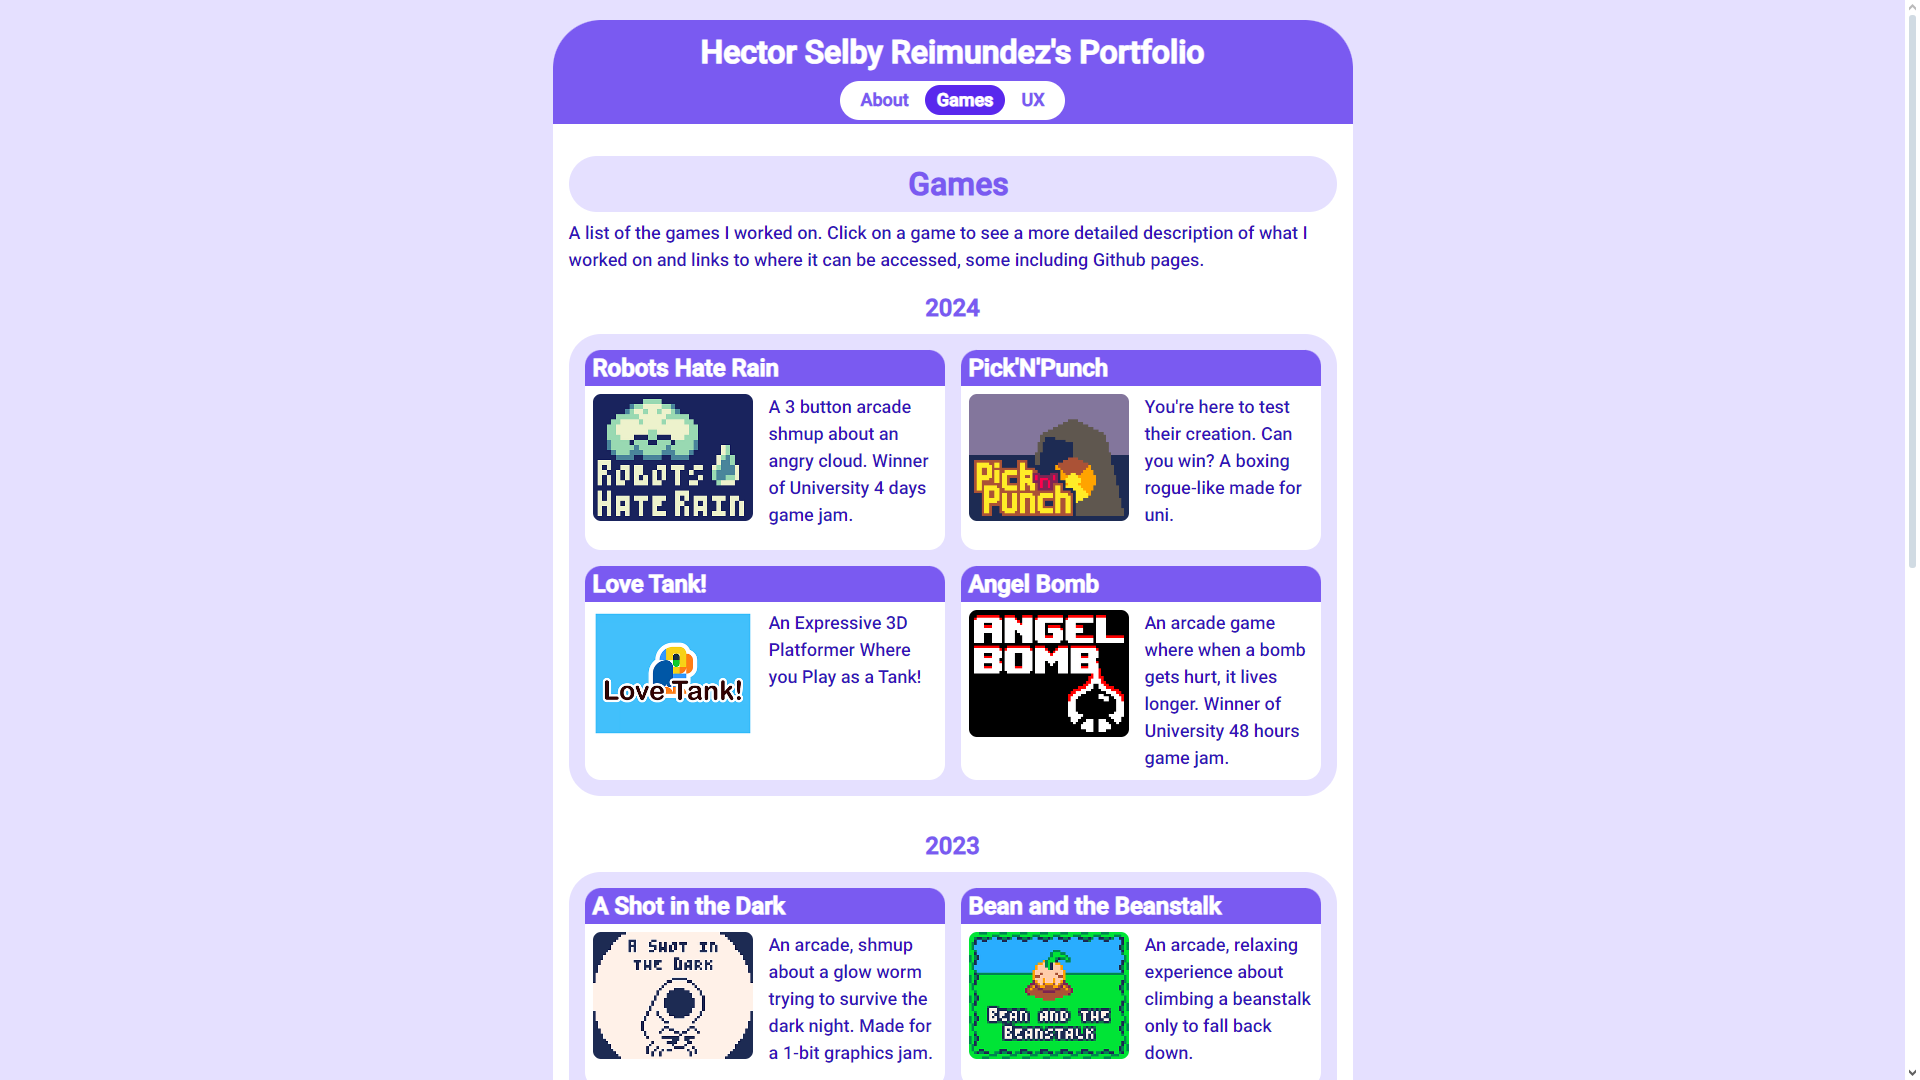 Hector Selby Reimundez's Portfolio
About
Games
UX
Games
A list of the games I worked on. Click on a game to see a more detailed description of what I
worked on and links to where it can be accessed, some including Github pages.
2024
Robots Hate Rain
ROBOTS
HATE RAIN
A 3 button arcade
shmup about an
angry cloud. Winner
of University 4 days
game jam.
Pick'N'Punch
Pick'n'
Punch
You're here to test
their creation. Can
you win? A boxing
rogue-like made for
uni.
Love Tank!
Love Tank!
An Expressive 3D
Platformer Where
you Play as a Tank!
Angel Bomb
ANGEL
BOMB
An arcade game
where when a bomb
gets hurt, it lives
longer. Winner of
University 48 hours
game jam.
2023
A Shot in the Dark
A SHOT IN
THE DARK
An arcade, shmup
about a glow worm
trying to survive the
dark night. Made for
a 1-bit graphics jam.
Bean and the Beanstalk
BEAN AND THE
BEANSTALK
An arcade, relaxing
experience about
climbing a beanstalk
only to fall back
down.